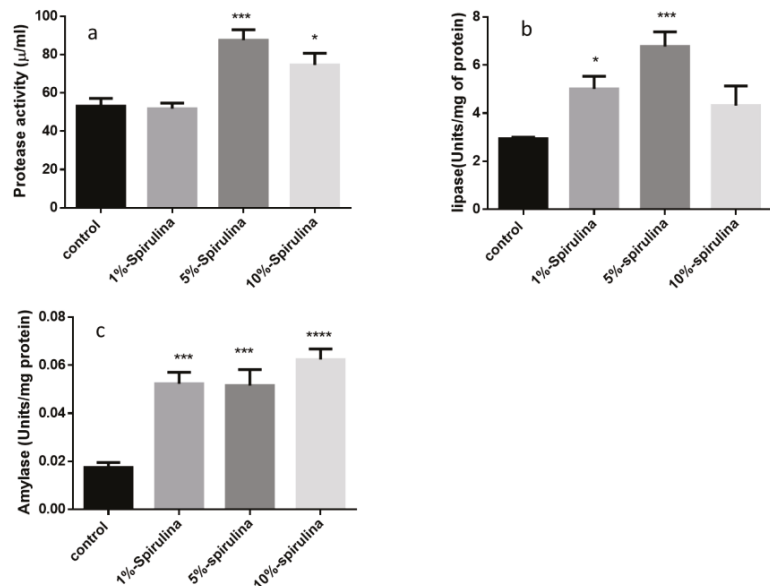 a
Protease activity (μ/ml)
100
80
60
40
20
0
***
*
control
1%-Spirulina
5%-Spirulina
10%-Spirulina
b
lipase(Units/mg of protein)
8
6
4
2
0
*
***
control
1%-Spirulina
5%-spirulina
10%-spirulina
c
Amylase (Units/mg protein)
0.08
0.06
0.04
0.02
0.00
***
***
****
control
1%-Spirulina
5%-spirulina
10%-spirulina